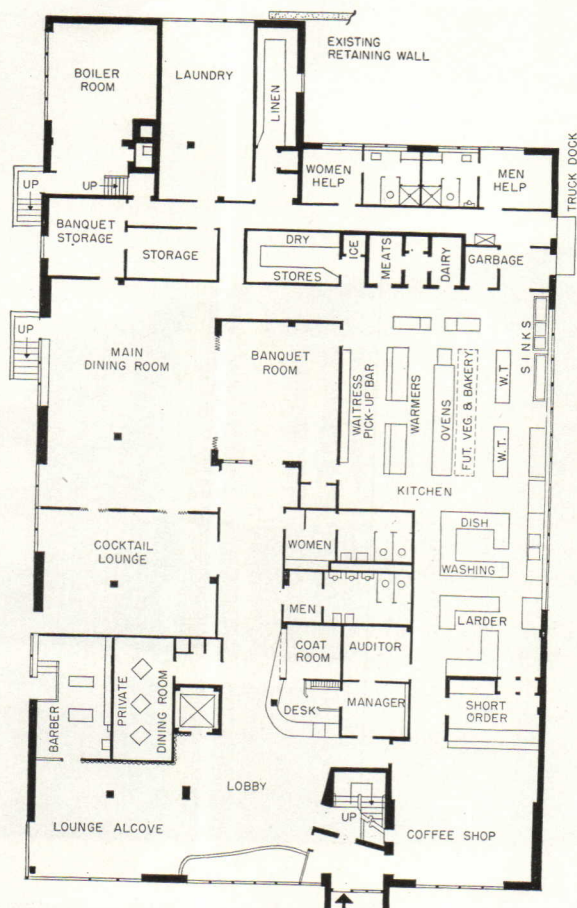 EXISTING
RETAINING WALL
BOILER
ROOM
LAUNDRY
LINEN
TRUCK DOCK
WOMEN
HELP
MEN
HELP
UP
UP
BANQUET
STORAGE
STORAGE
DRY
STORES
ICE
MEATS
DAIRY
GARBAGE
UP
MAIN
DINING ROOM
BANQUET
ROOM
WAITRESS
PICK-UP BAR
WARMERS
OVENS
FUT. VEG. & BAKERY
W.T
W.T.
SINKS
KITCHEN
COCKTAIL
LOUNGE
WOMEN
DISH
WASHING
MEN
LARDER
COAT
ROOM
AUDITOR
BARBER
PRIVATE
DINING ROOM
DESK
MANAGER
SHORT
ORDER
LOBBY
LOUNGE ALCOVE
UP
COFFEE SHOP